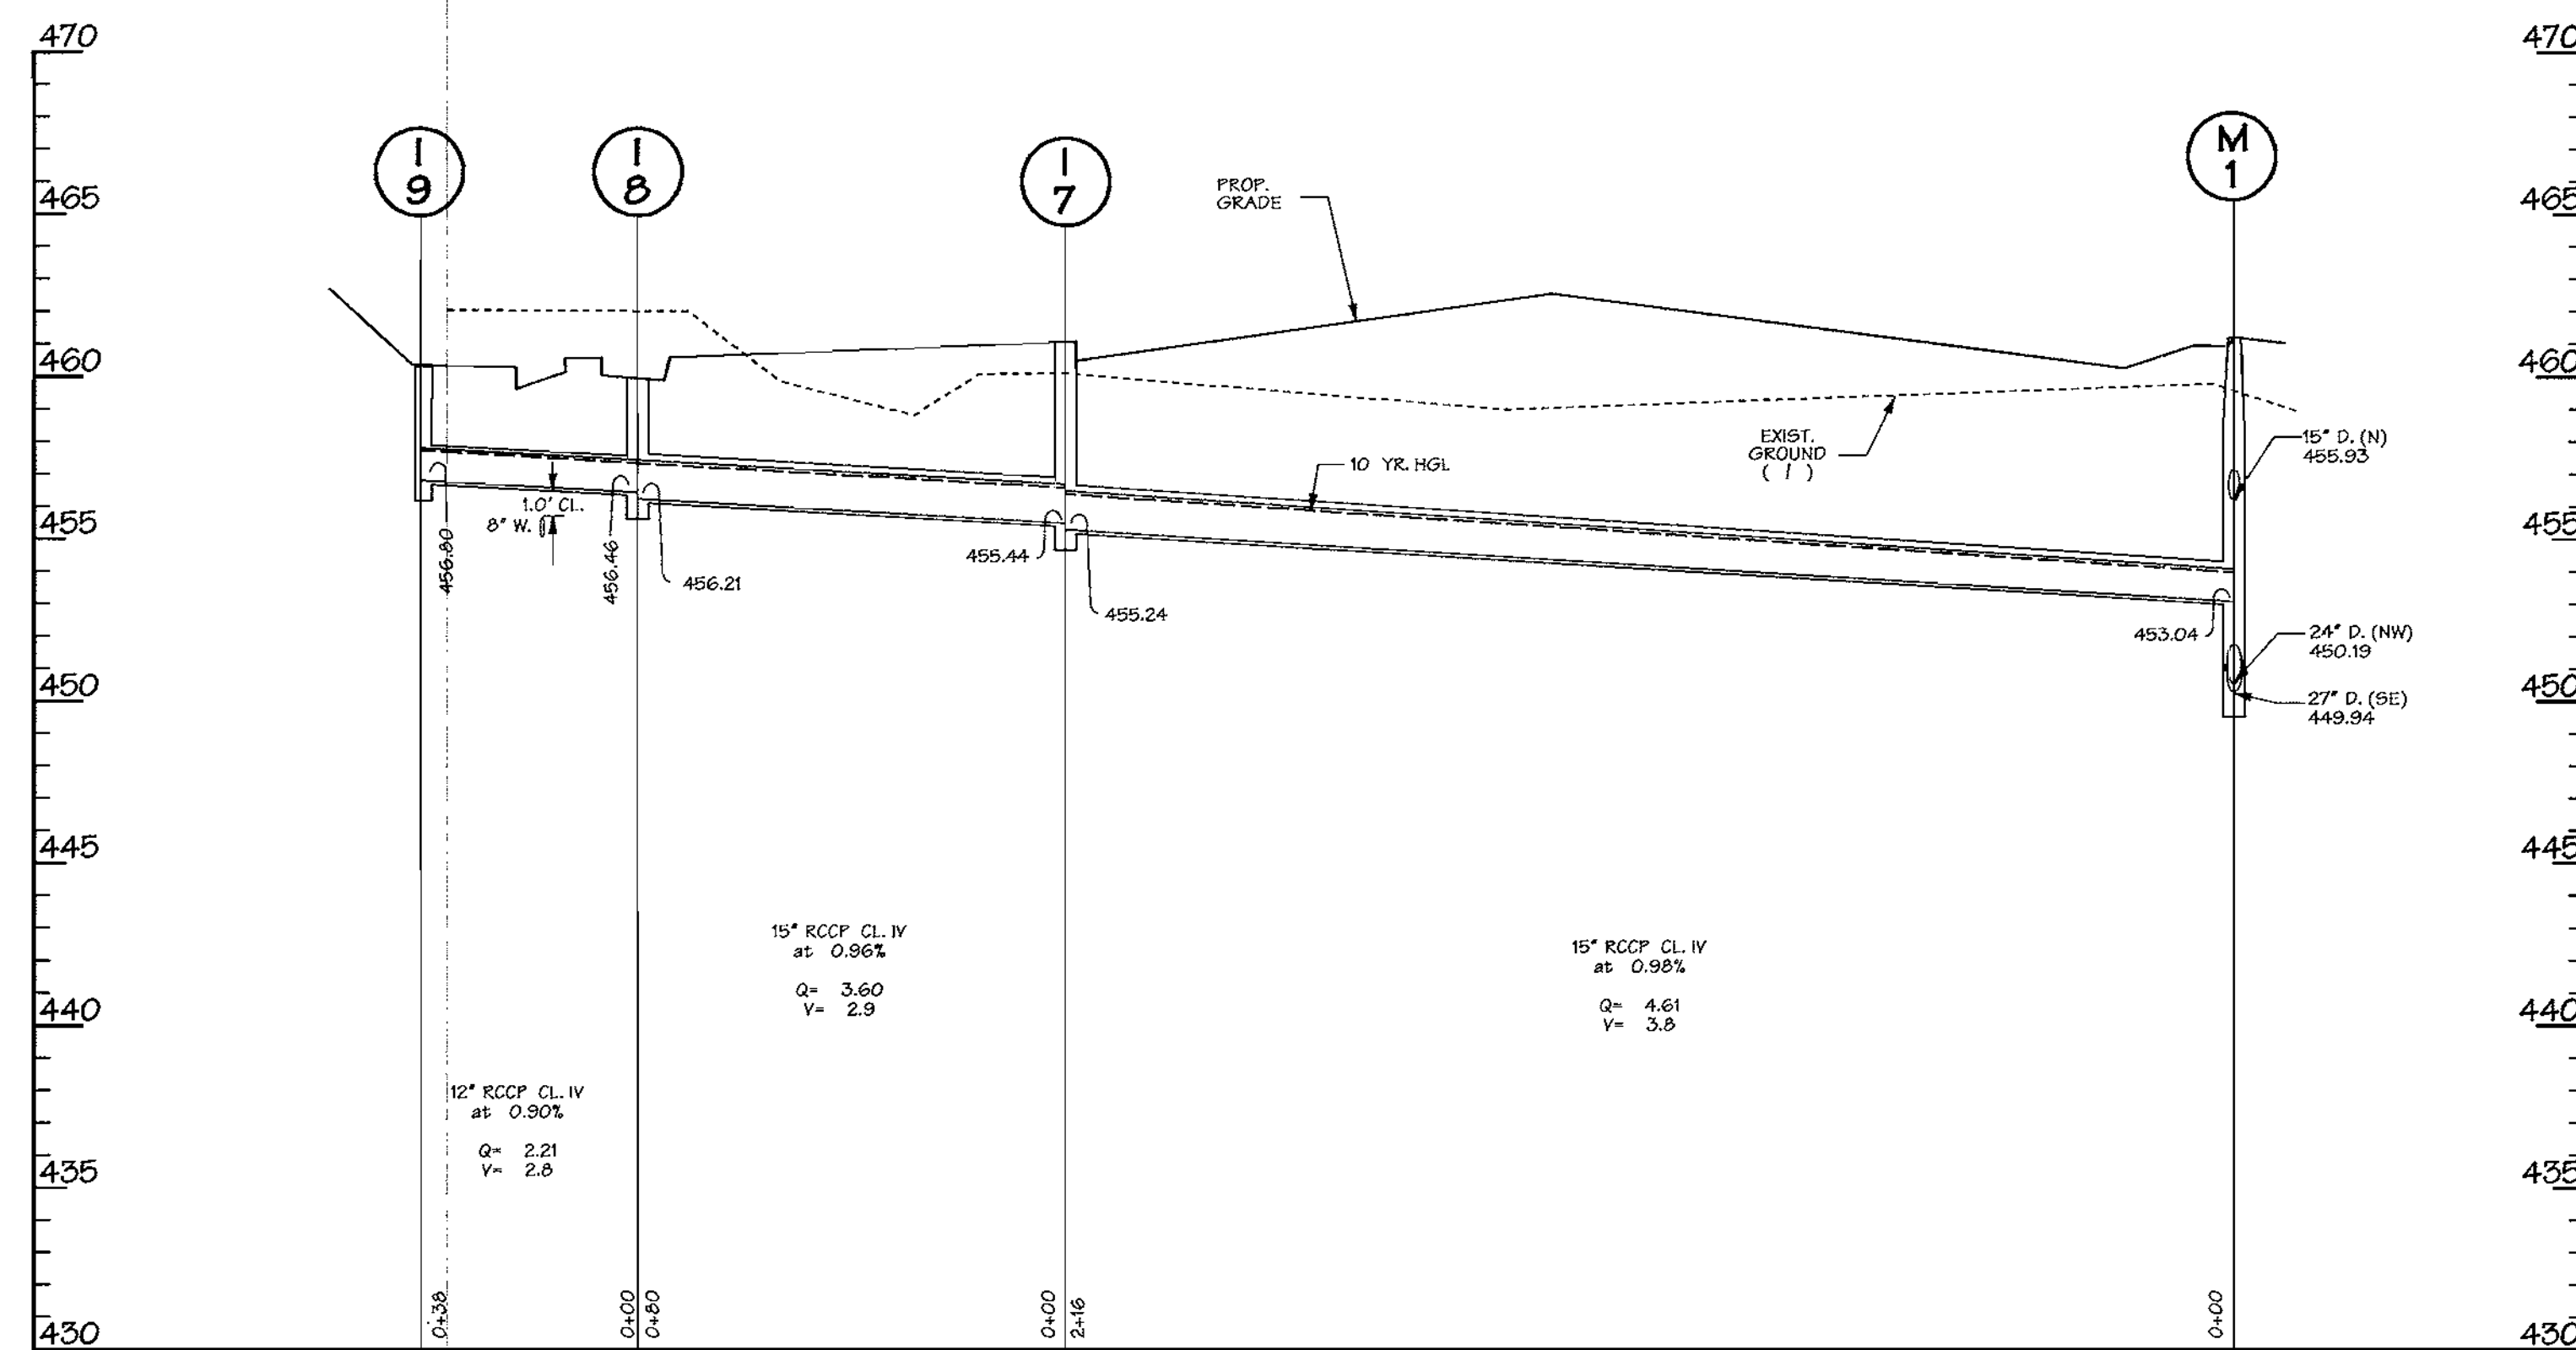 470
470
I
9
I
8
I
7
M
1
465
465
PROP.
GRADE
460
460
EXIST.
GROUND
( 1 )
10 YR. HGL
15" D. (N)
455.93
455
455
1.0' CL.
8" W.
456.80
456.46
456.21
455.44
455.24
453.04
24" D. (NW)
450.19
450
450
27" D. (SE)
449.94
445
445
15" RCCP CL. IV
at 0.96%
Q= 3.60
V= 2.9
15" RCCP CL. IV
at 0.98%
Q= 4.61
V= 3.8
440
440
12" RCCP CL. IV
at 0.90%
Q= 2.21
V= 2.8
435
435
0+38
0+00
0+80
0+00
2+16
0+00
430
430